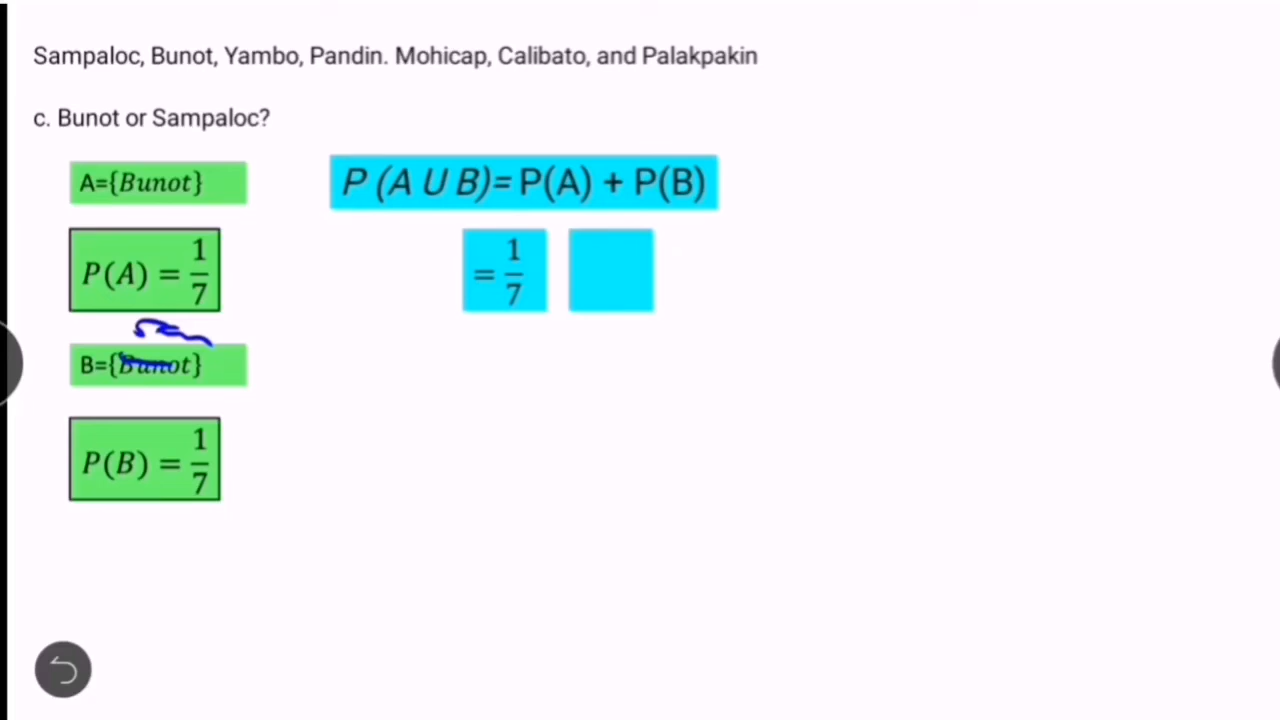 Sampaloc, Bunot, Yambo, Pandin. Mohicap, Calibato, and Palakpakin
c. Bunot or Sampaloc?
A={Bunot}
P (A U B)= P(A) + P(B)
P(A) = 1/7
= 1/7
B={Bunot}
P(B) = 1/7